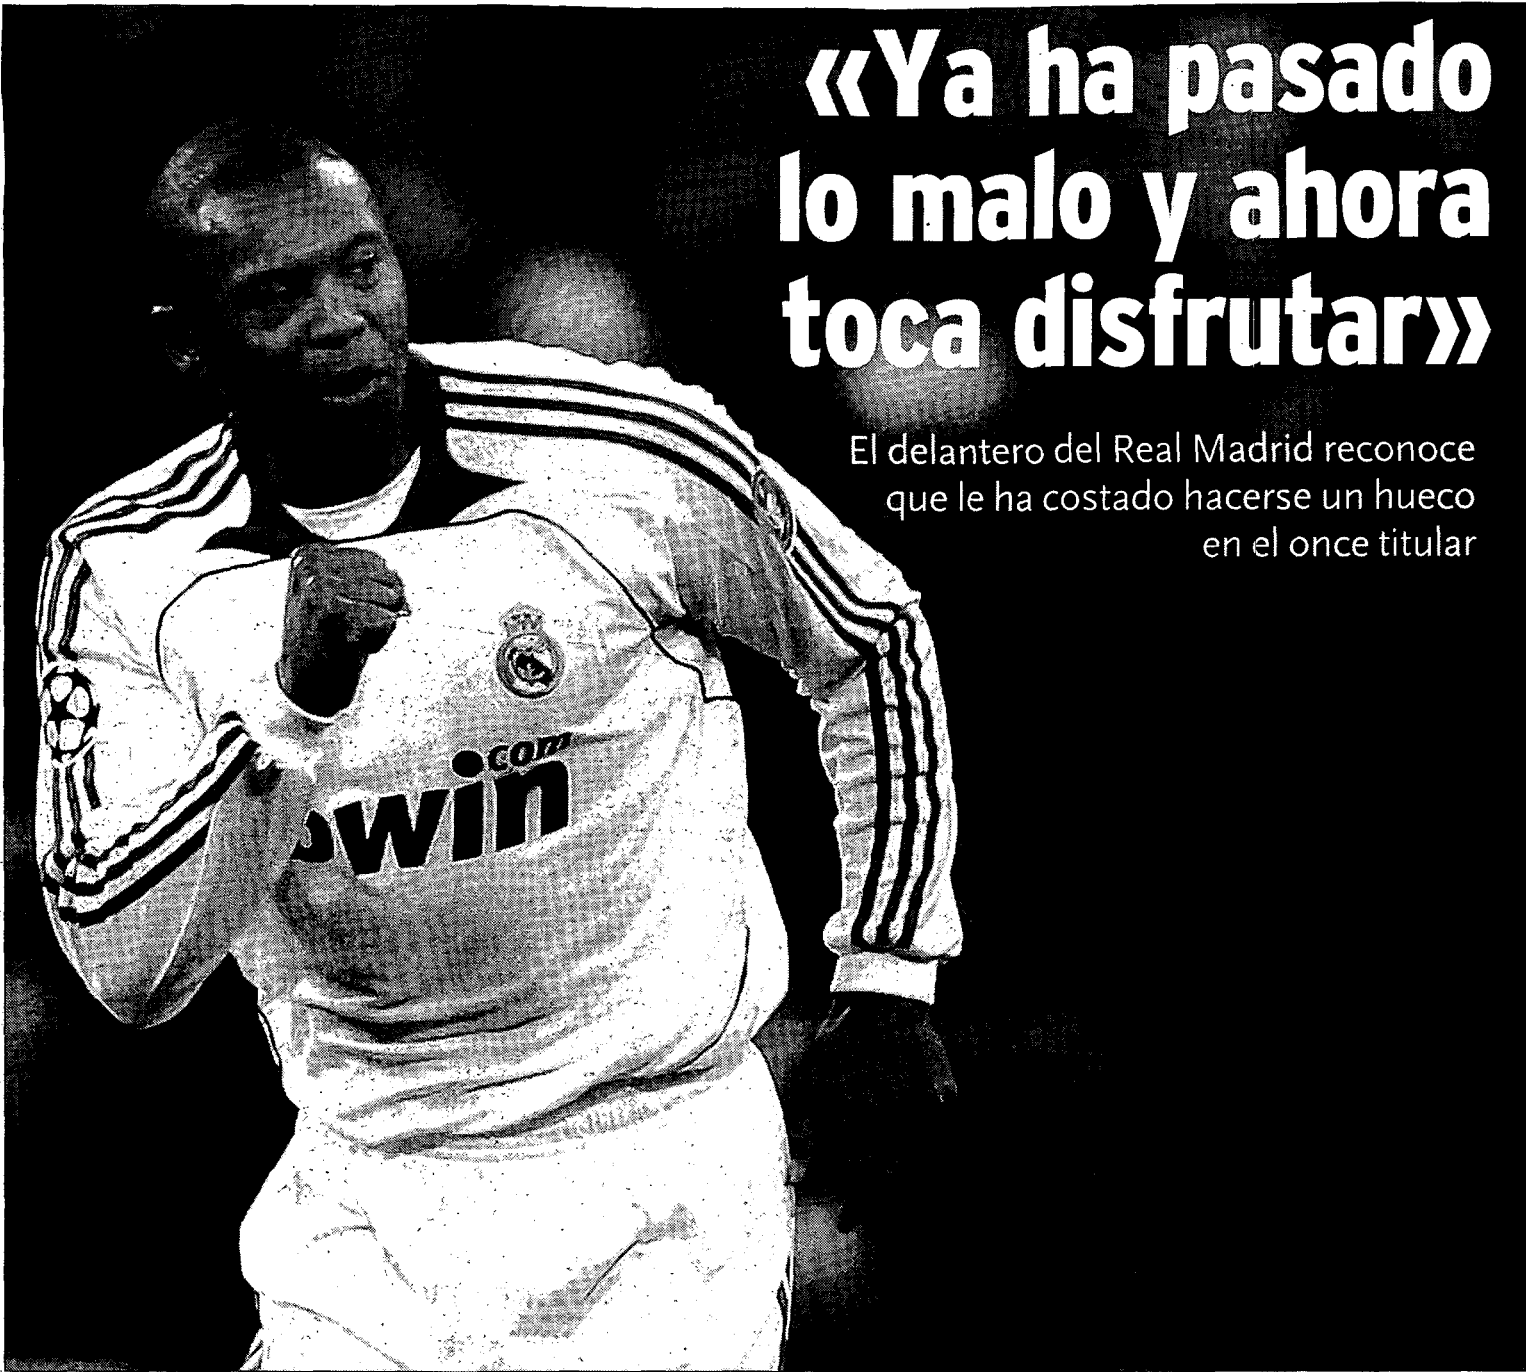 «Ya ha pasado
lo malo y ahora
toca disfrutar»
El delantero del Real Madrid reconoce
que le ha costado hacerse un hueco
en el once titular
bwin
.com